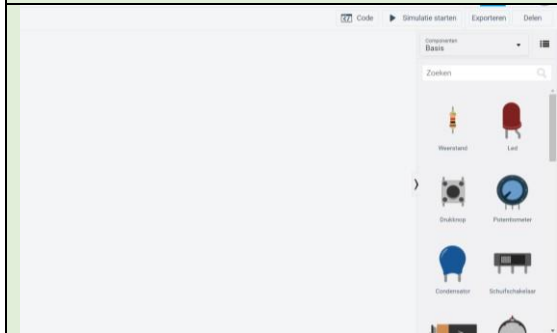 Code Simulatie starten Exporteren Delen
Componenten
Basis
Zoeken
Weerstand Led
Drukknop Potentiometer
Condensator Schuifschakelaar